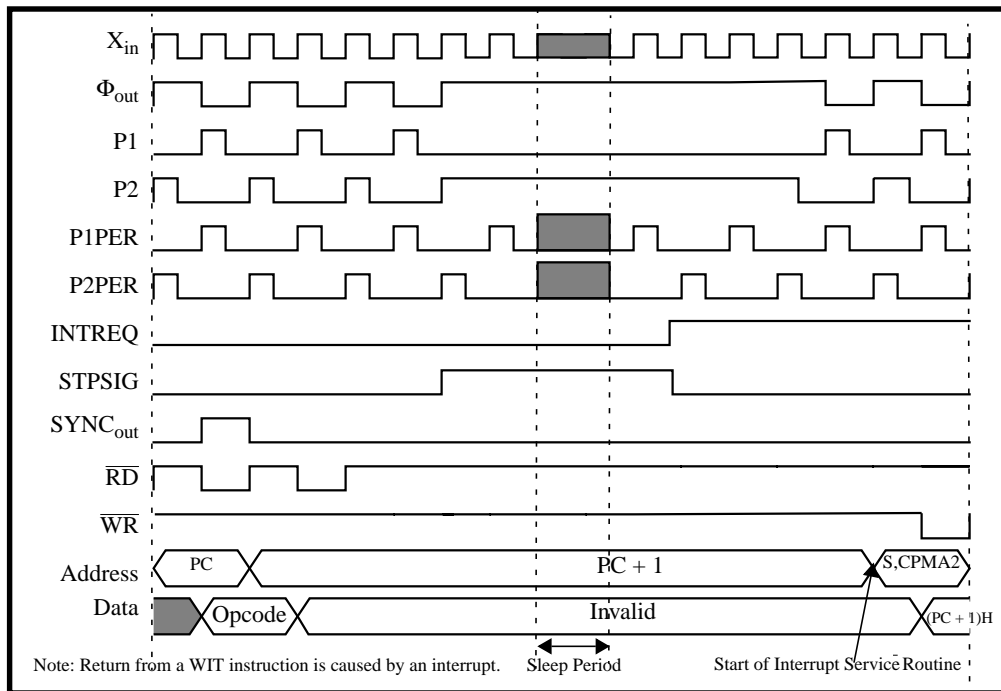 Xin
Φout
P1
P2
P1PER
P2PER
INTREQ
STPSIG
SYNCout
RD
WR
Address PC PC + 1 S,CPMA2
Data Opcode Invalid (PC + 1)H
Note: Return from a WIT instruction is caused by an interrupt. Sleep Period Start of Interrupt Service Routine